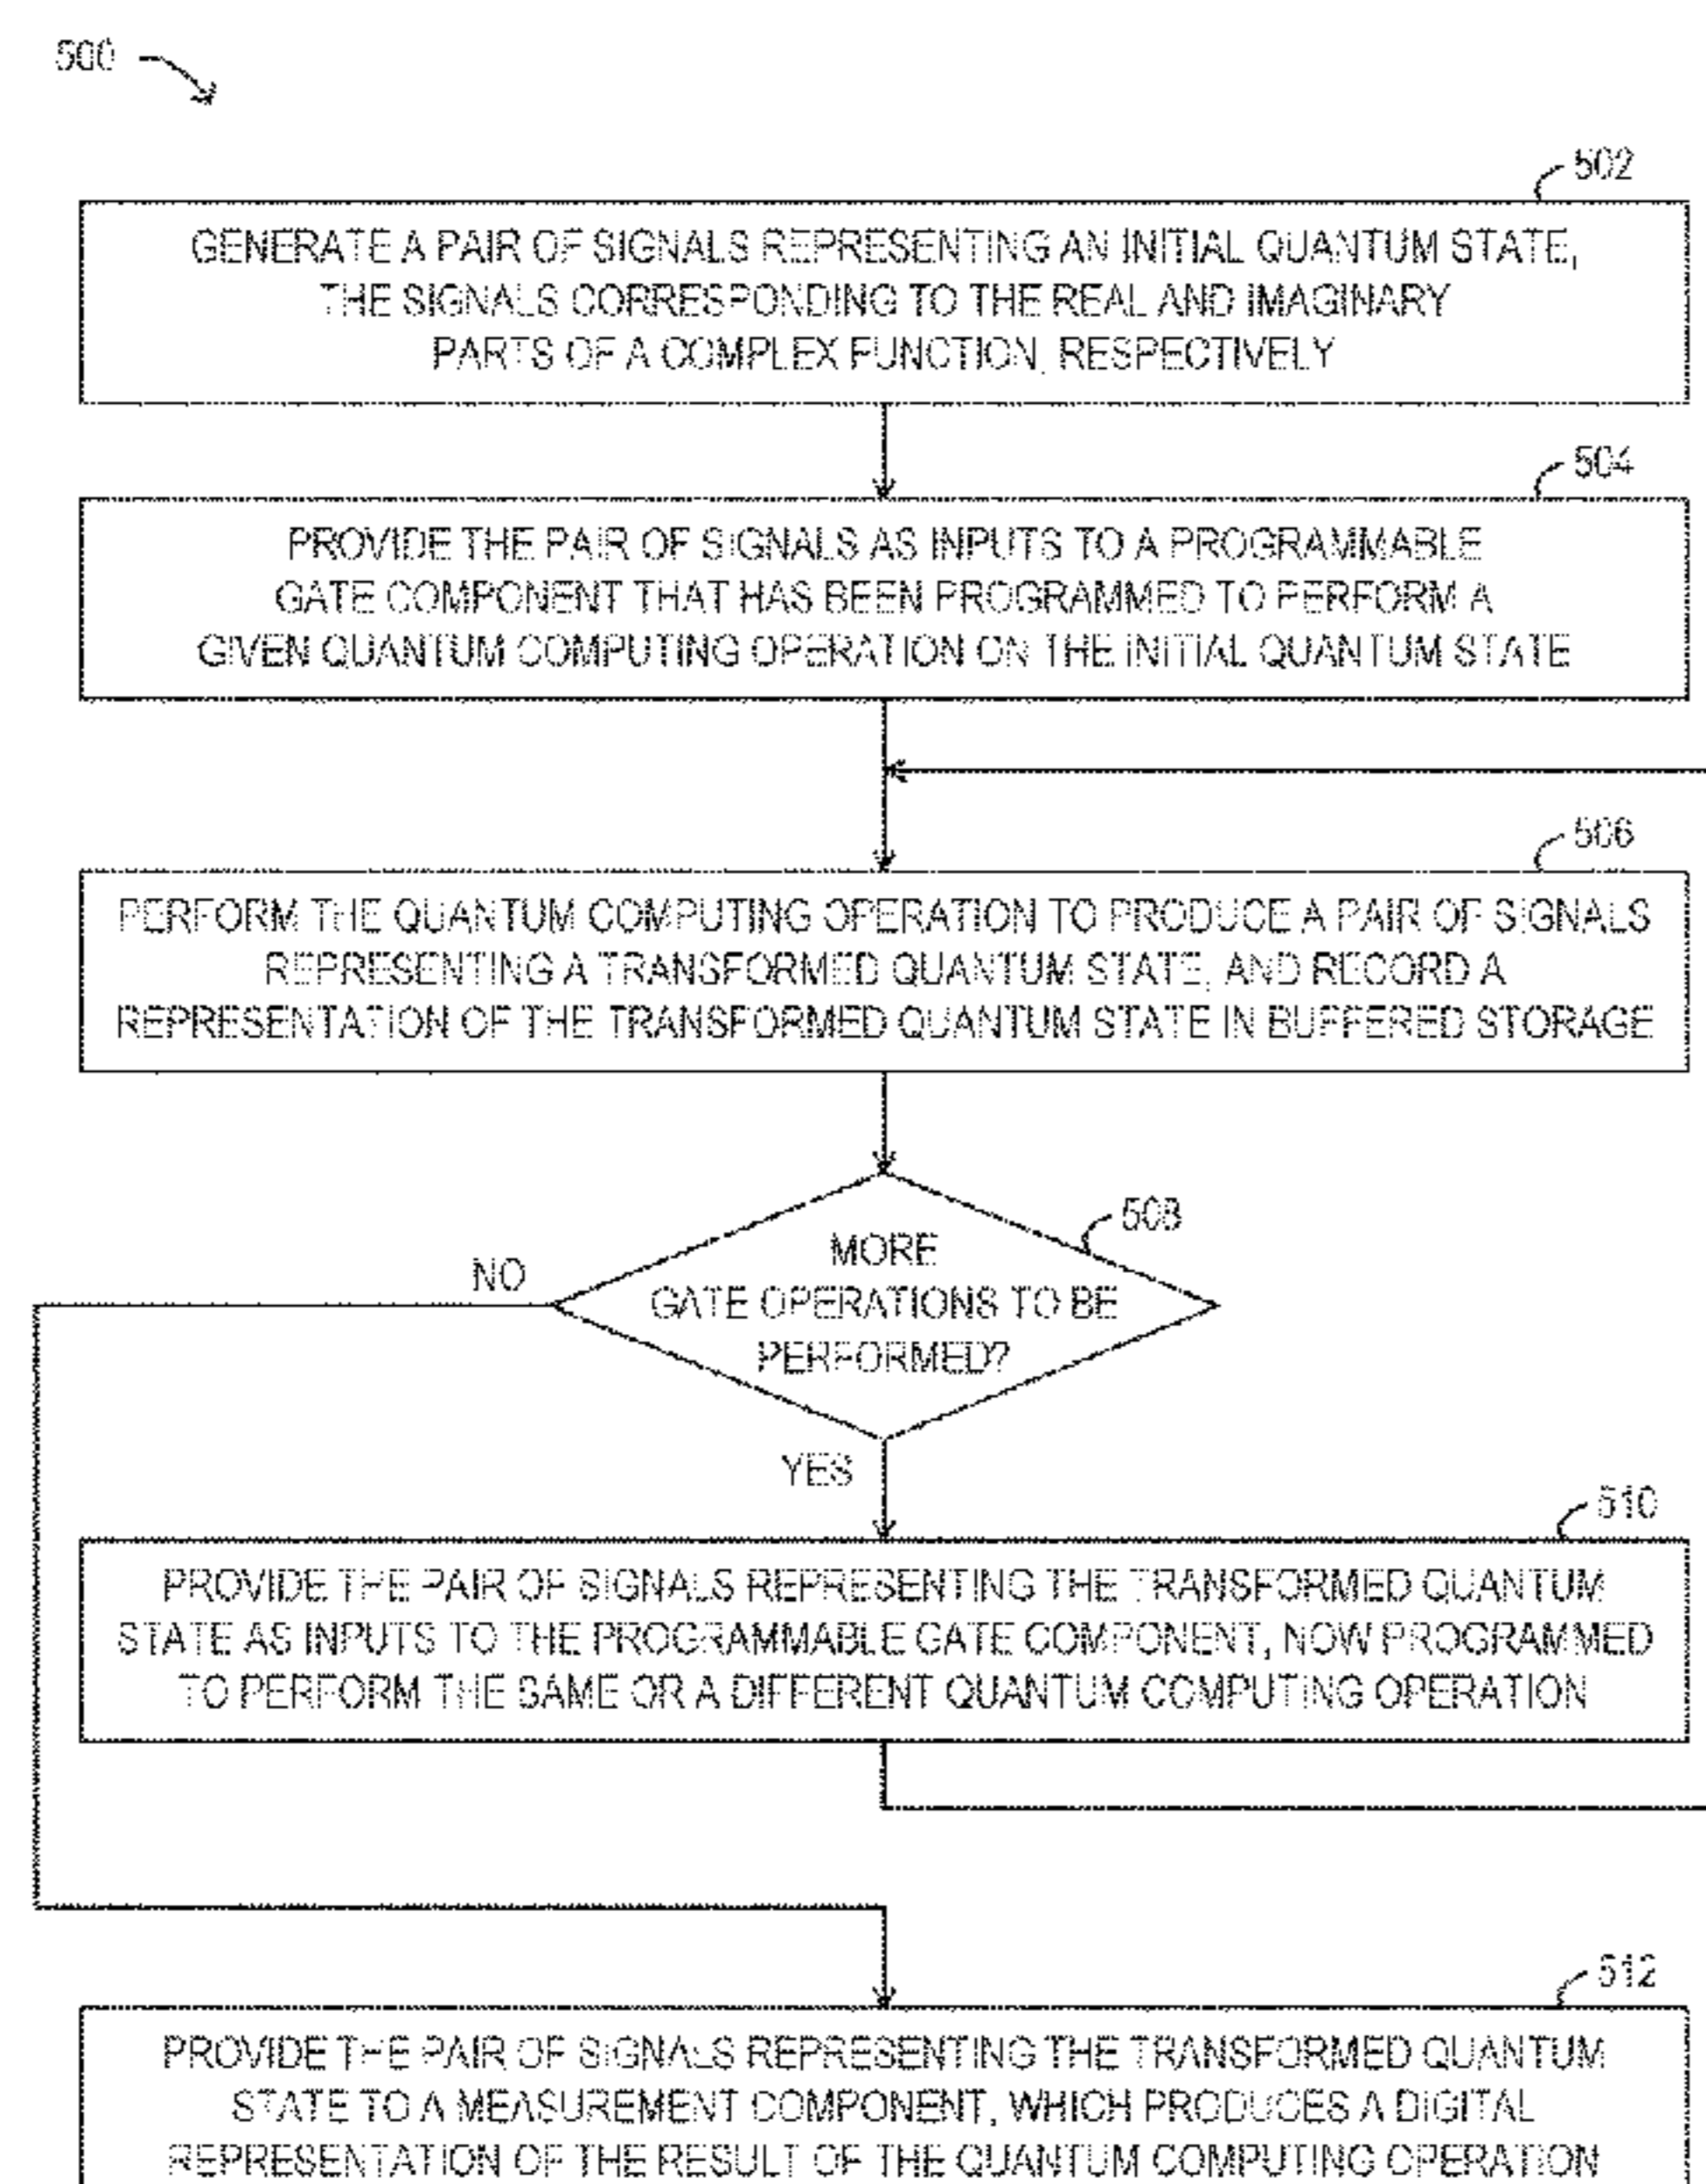 500
502
GENERATE A PAIR OF SIGNALS REPRESENTING AN INITIAL QUANTUM STATE,
THE SIGNALS CORRESPONDING TO THE REAL AND IMAGINARY
PARTS OF A COMPLEX FUNCTION, RESPECTIVELY
504
PROVIDE THE PAIR OF SIGNALS AS INPUTS TO A PROGRAMMABLE
GATE COMPONENT THAT HAS BEEN PROGRAMMED TO PERFORM A
GIVEN QUANTUM COMPUTING OPERATION ON THE INITIAL QUANTUM STATE
506
PERFORM THE QUANTUM COMPUTING OPERATION TO PRODUCE A PAIR OF SIGNALS
REPRESENTING A TRANSFORMED QUANTUM STATE, AND RECORD A
REPRESENTATION OF THE TRANSFORMED QUANTUM STATE IN BUFFERED STORAGE
508
MORE
GATE OPERATIONS TO BE
PERFORMED?
NO
YES
510
PROVIDE THE PAIR OF SIGNALS REPRESENTING THE TRANSFORMED QUANTUM
STATE AS INPUTS TO THE PROGRAMMABLE GATE COMPONENT, NOW PROGRAMMED
TO PERFORM THE SAME OR A DIFFERENT QUANTUM COMPUTING OPERATION
512
PROVIDE THE PAIR OF SIGNALS REPRESENTING THE TRANSFORMED QUANTUM
STATE TO A MEASUREMENT COMPONENT, WHICH PRODUCES A DIGITAL
REPRESENTATION OF THE RESULT OF THE QUANTUM COMPUTING OPERATION